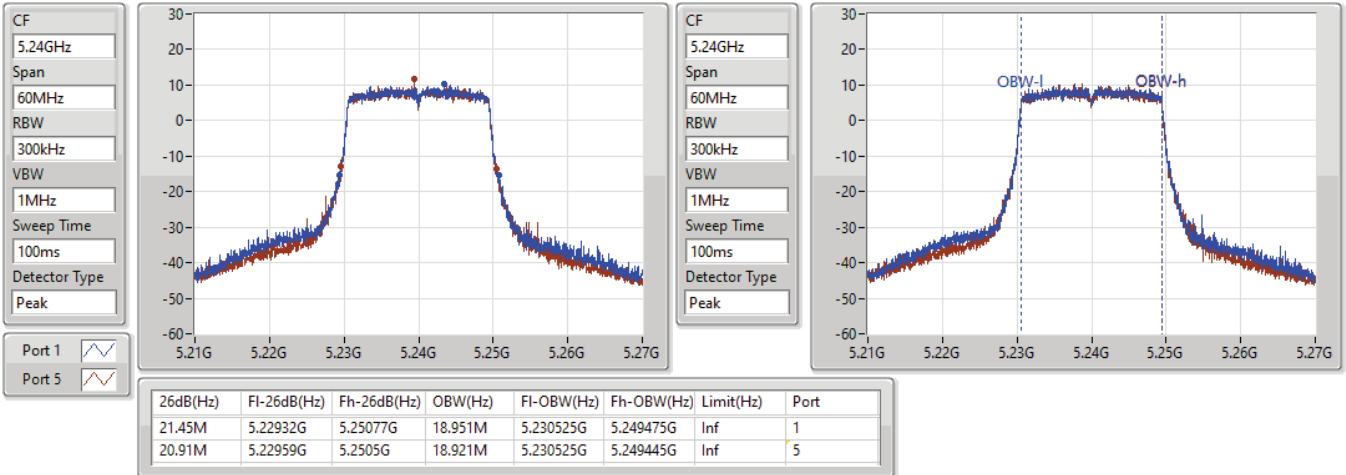 CF
5.24GHz
Span
60MHz
RBW
300kHz
VBW
1MHz
Sweep Time
100ms
Detector Type
Peak
30
20
10
0
-10
-20
-30
-40
-50
-60
5.21G 5.22G 5.23G 5.24G 5.25G 5.26G 5.27G
CF
5.24GHz
Span
60MHz
RBW
300kHz
VBW
1MHz
Sweep Time
100ms
Detector Type
Peak
30
20
10
0
-10
-20
-30
-40
-50
-60
OBW-l OBW-h
5.21G 5.22G 5.23G 5.24G 5.25G 5.26G 5.27G
Port 1
Port 5
26dB(Hz) Fl-26dB(Hz) Fh-26dB(Hz) OBW(Hz) Fl-OBW(Hz) Fh-OBW(Hz) Limit(Hz) Port
21.45M 5.22932G 5.25077G 18.951M 5.230525G 5.249475G Inf 1
20.91M 5.22959G 5.2505G 18.921M 5.230525G 5.249445G Inf 5